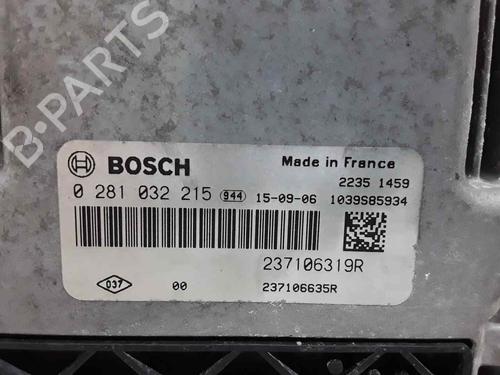 B-PARTS
BOSCH
Made in France
2235 1459
0 281 032 215 944 15-09-06 1039S85934
237106319R
037 00 237106635R